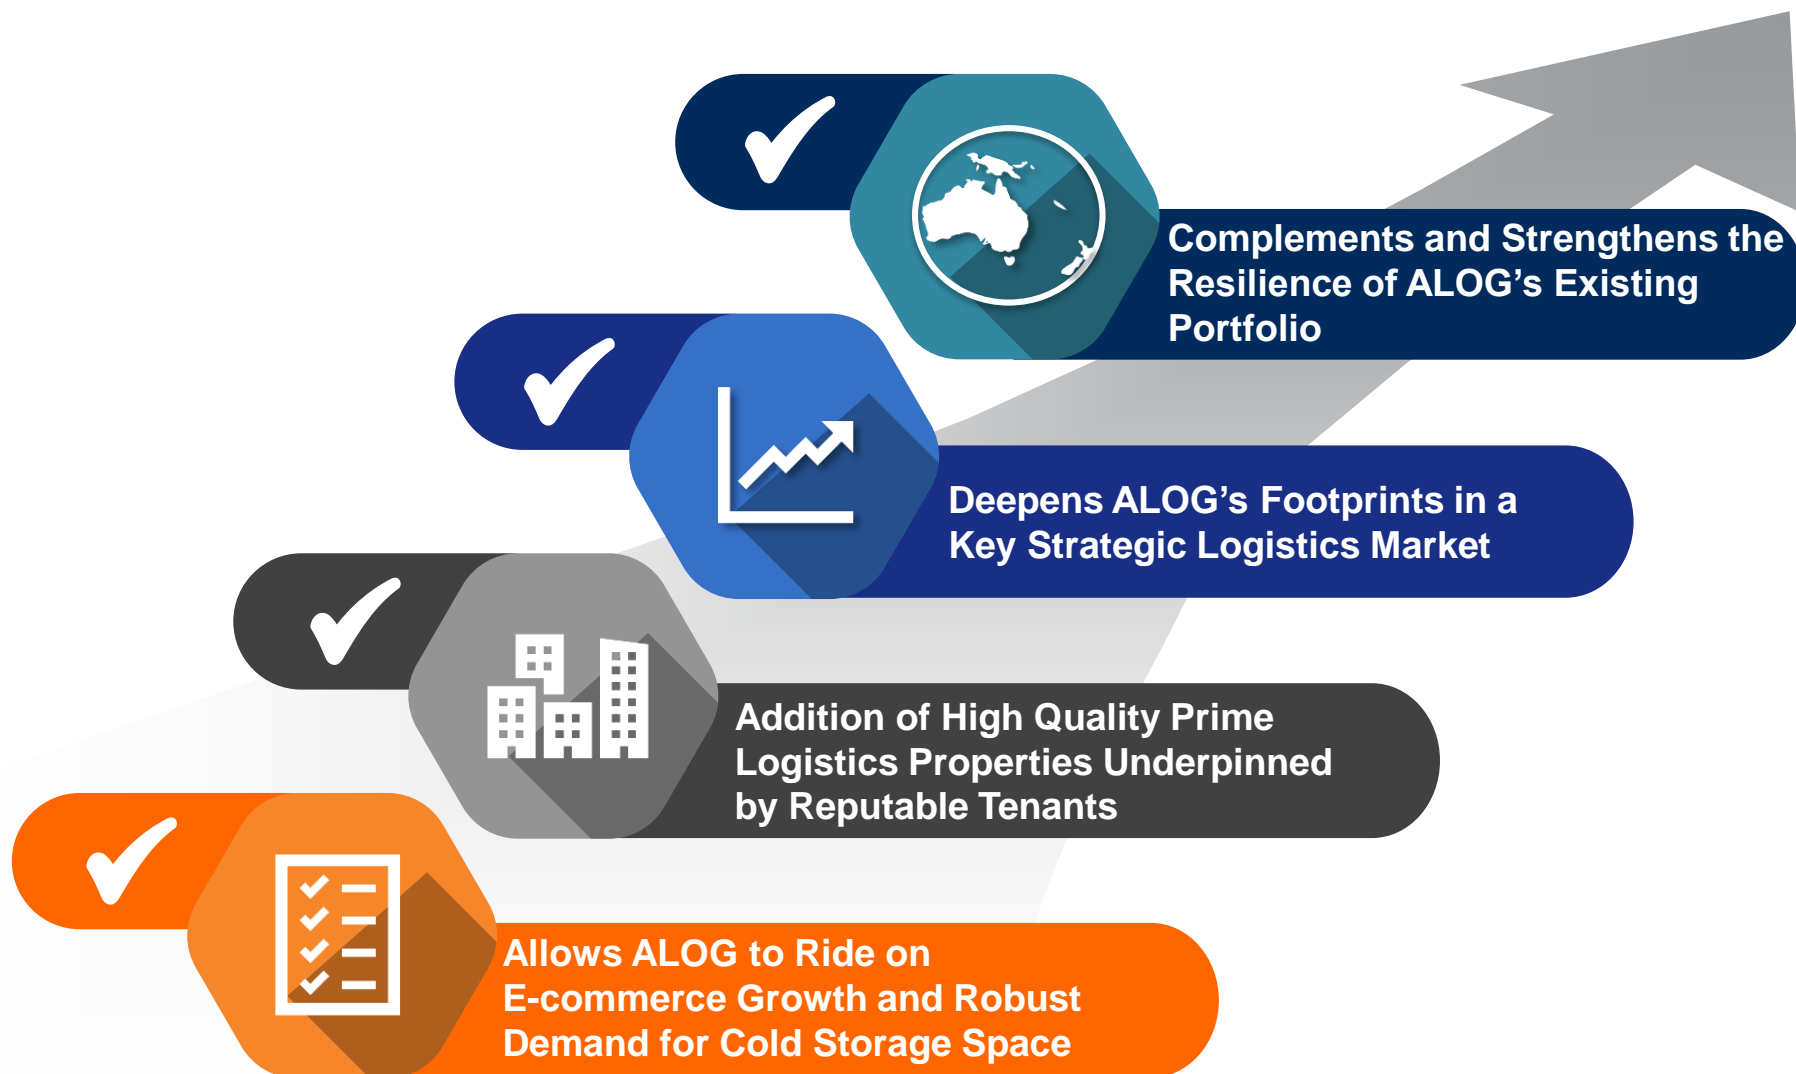 Complements and Strengthens the
Resilience of ALOG’s Existing
Portfolio
Deepens ALOG’s Footprints in a
Key Strategic Logistics Market
Addition of High Quality Prime
Logistics Properties Underpinned
by Reputable Tenants
Allows ALOG to Ride on
E-commerce Growth and Robust
Demand for Cold Storage Space